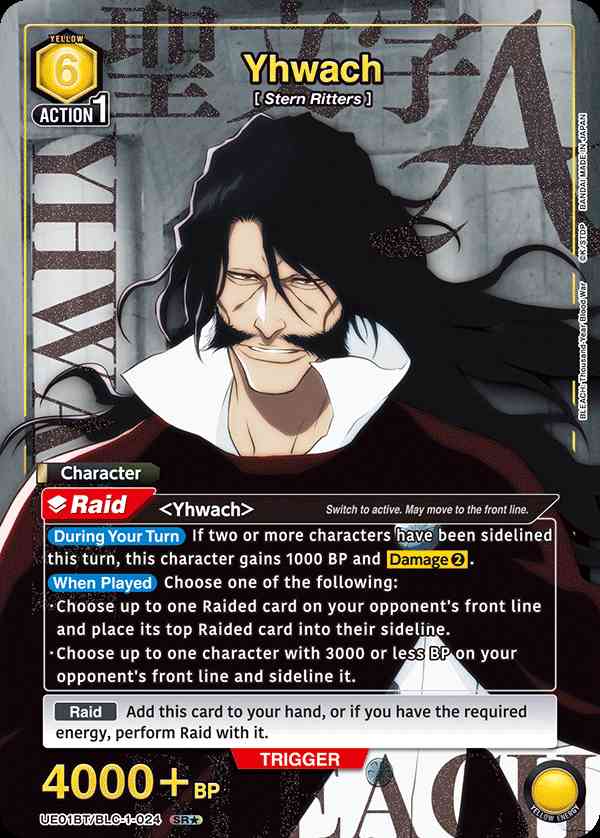 YELLOW
6
ACTION 1
聖文字
A
Yhwach
[ Stern Ritters ]
YHWA
©K/STDP BANDAI MADE IN JAPAN
BLEACH: Thousand-Year Blood War
Character
Raid <Yhwach> Switch to active. May move to the front line.
During Your Turn If two or more characters have been sidelined
this turn, this character gains 1000 BP and Damage 2 .
When Played Choose one of the following:
·Choose up to one Raided card on your opponent's front line
and place its top Raided card into their sideline.
·Choose up to one character with 3000 or less BP on your
opponent's front line and sideline it.
Raid Add this card to your hand, or if you have the required
energy, perform Raid with it.
TRIGGER
4000+BP
BLEACH
UE01BT/BLC-1-024 SR★
YELLOW ENERGY